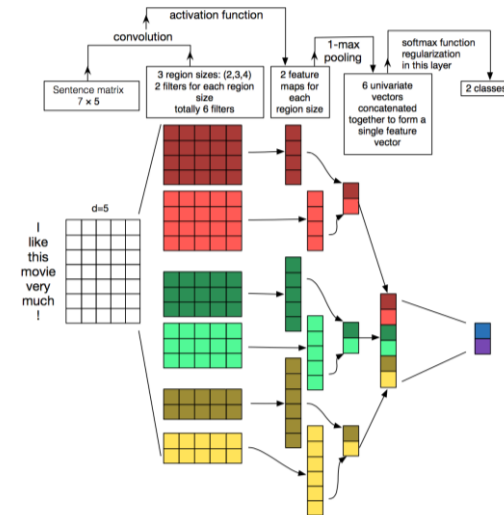 activation function
convolution
1-max
pooling
softmax function
regularization
in this layer
Sentence matrix
7 × 5
3 region sizes: (2,3,4)
2 filters for each region
size
totally 6 filters
2 feature
maps for
each
region size
6 univariate
vectors
concatenated
together to form a
single feature
vector
2 classes
d=5
I
like
this
movie
very
much
!